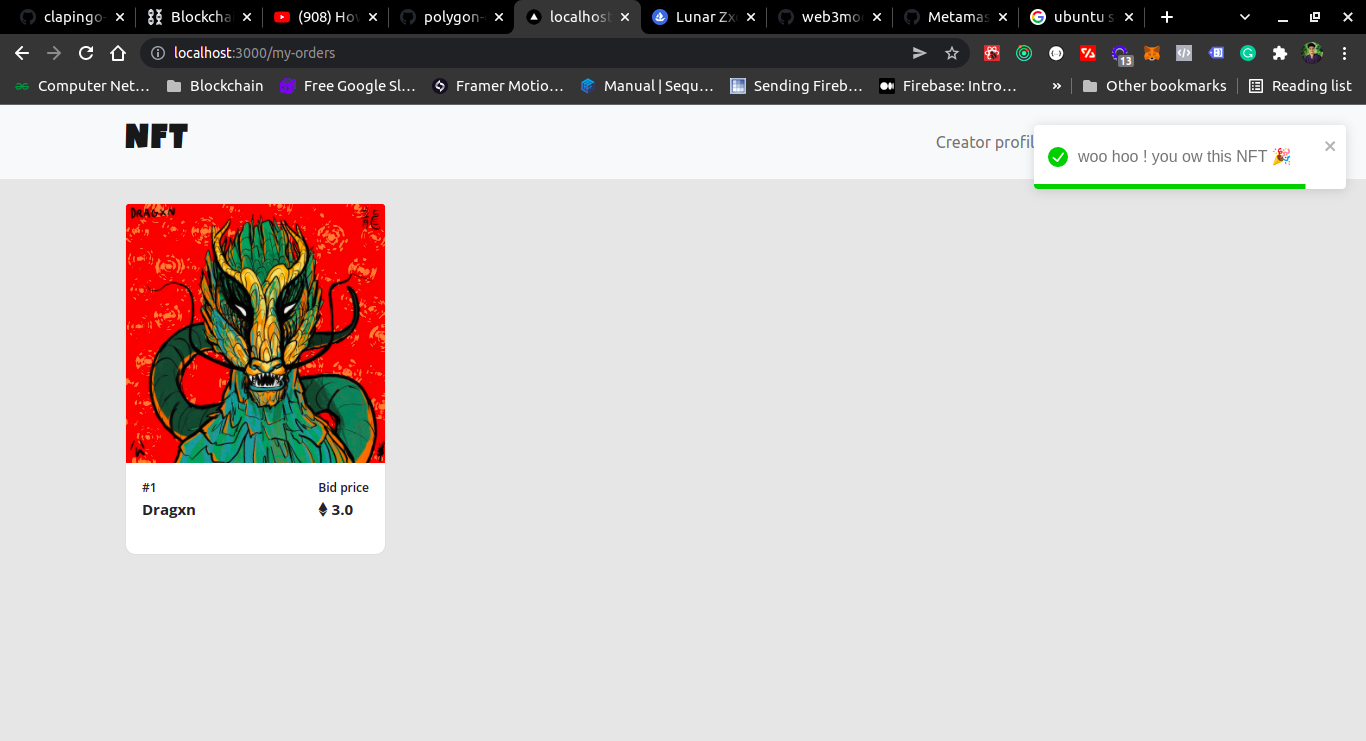 clapingo-
Blockcha
(908) Ho
polygon-
localhost
Lunar Zx
web3mo
Metamas
ubuntu s
localhost:3000/my-orders
13
Computer Net…
Blockchain
Free Google Sl…
Framer Motio…
Manual | Sequ…
Sending Fireb…
Firebase: Intro…
»
Other bookmarks
Reading list
NFT
Creator profil
woo hoo ! you ow this NFT 🎉
DRAGXN
#1
Bid price
Dragxn
3.0